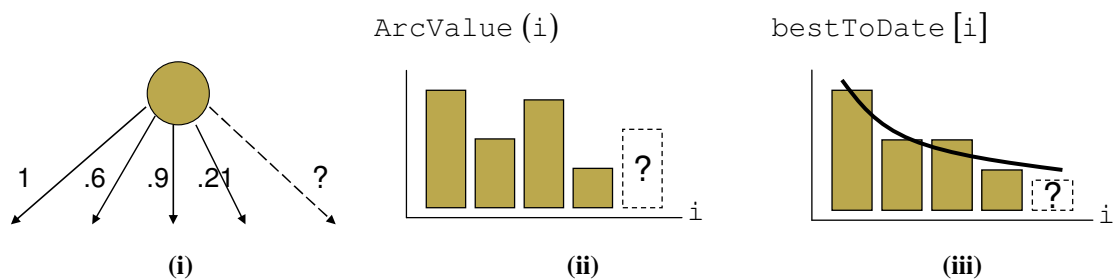 ArcValue (i)
bestToDate [i]
1 .6 .9 .21 ?
?
?
i
i
(i)
(ii)
(iii)